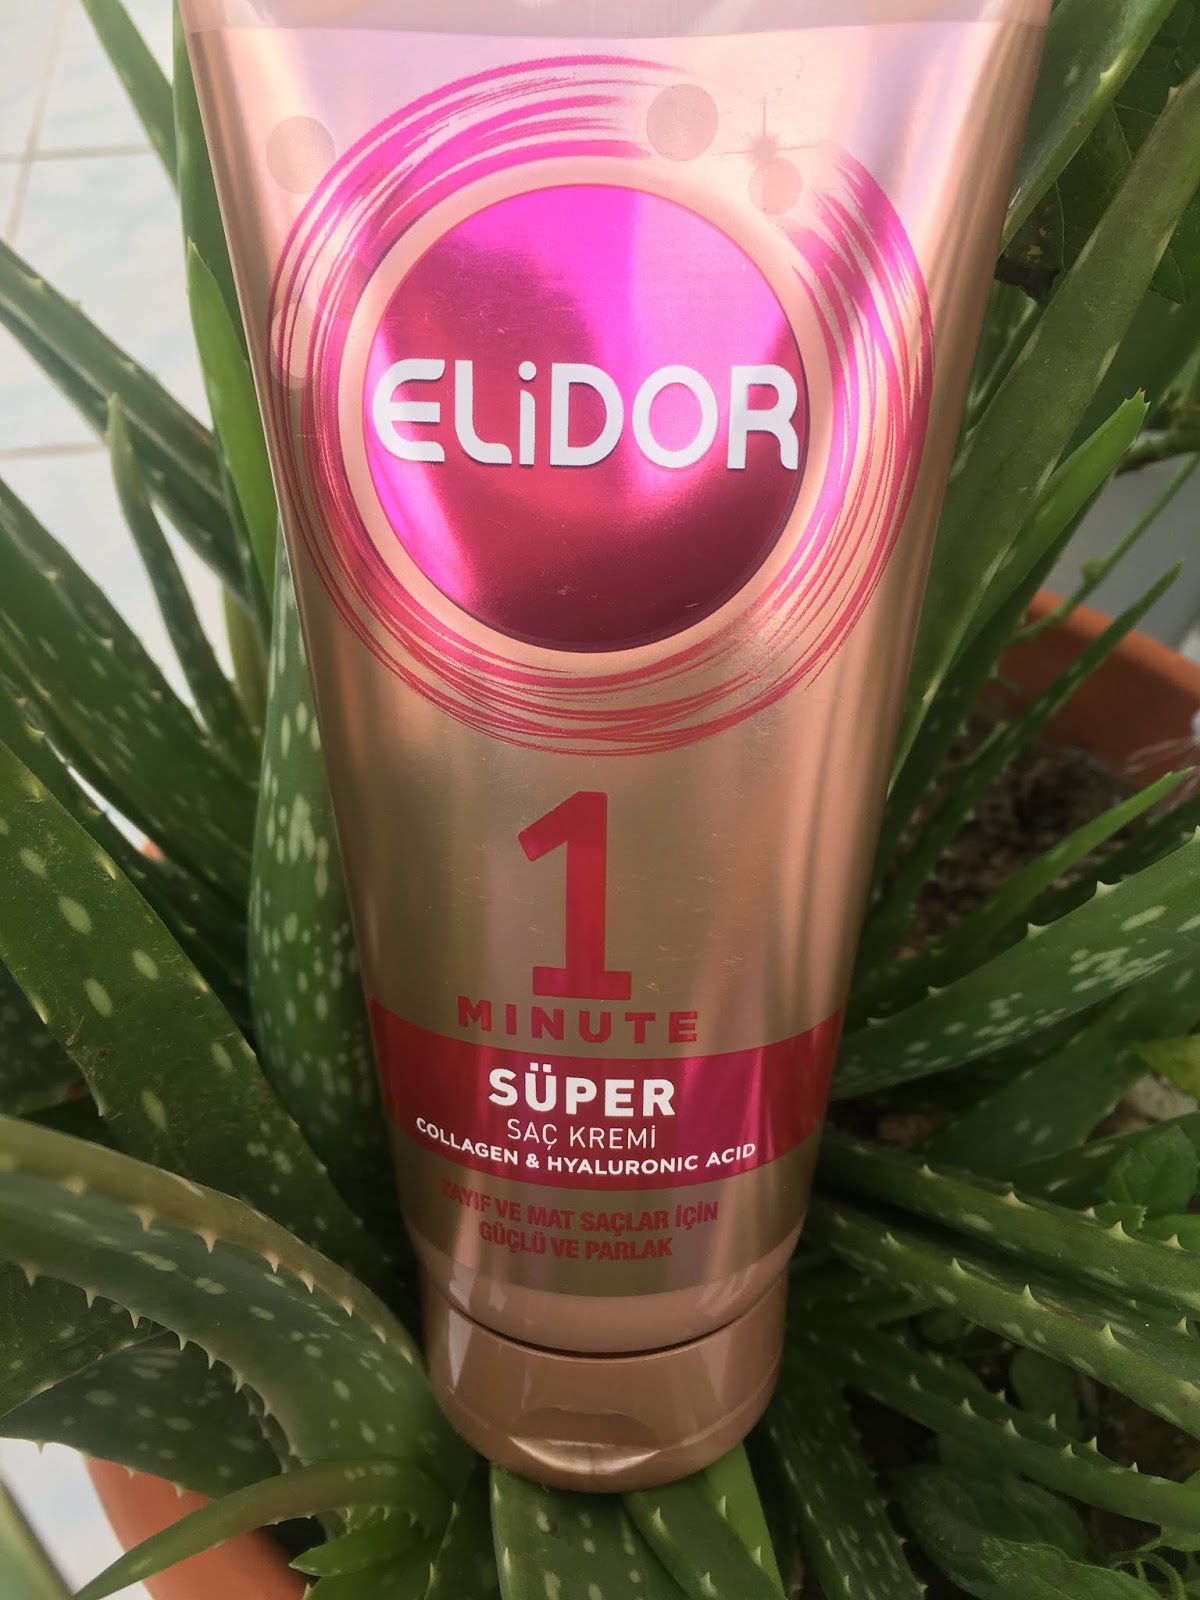 ELiDOR
1
MINUTE
SÜPER
SAÇ KREMİ
COLLAGEN & HYALURONIC ACID
ZAYIF VE MAT SAÇLAR İÇİN
GÜÇLÜ VE PARLAK